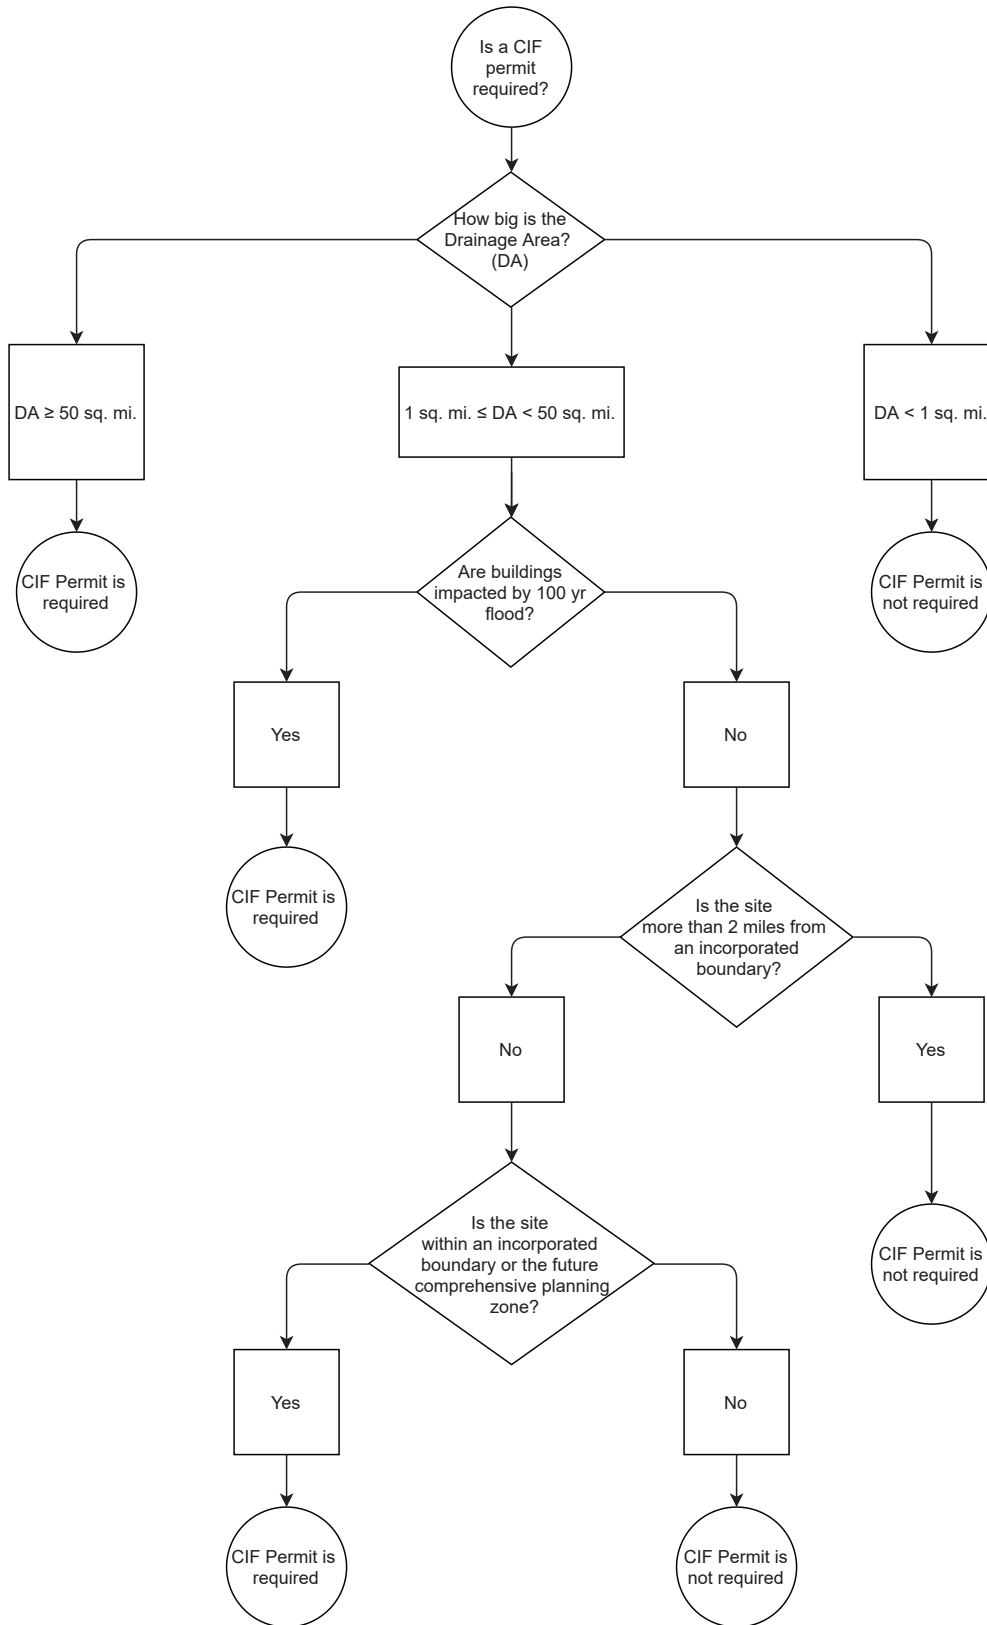 Is a CIF
permit
required?
How big is the
Drainage Area?
(DA)
DA ≥ 50 sq. mi.
1 sq. mi. ≤ DA < 50 sq. mi.
DA < 1 sq. mi.
CIF Permit is
required
Are buildings
impacted by 100 yr
flood?
CIF Permit is
not required
Yes
No
CIF Permit is
required
Is the site
more than 2 miles from
an incorporated
boundary?
No
Yes
Is the site
within an incorporated
boundary or the future
comprehensive planning
zone?
CIF Permit is
not required
Yes
No
CIF Permit is
required
CIF Permit is
not required